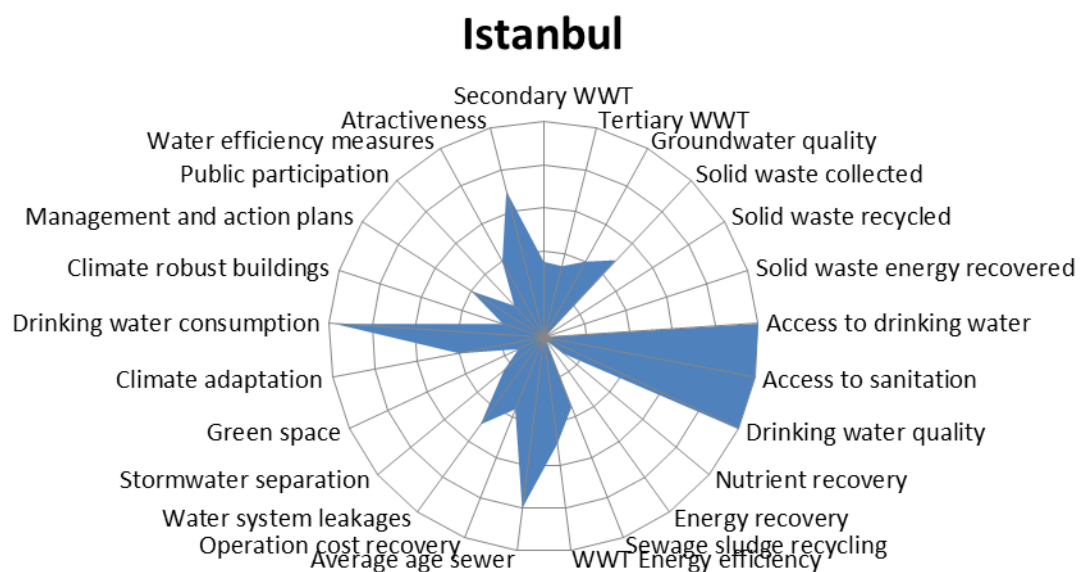 Istanbul
Secondary WWT
Tertiary WWT
Groundwater quality
Solid waste collected
Solid waste recycled
Solid waste energy recovered
Access to drinking water
Access to sanitation
Drinking water quality
Nutrient recovery
Energy recovery
Sewage sludge recycling
WWT Energy efficiency
Average age sewer
Operation cost recovery
Water system leakages
Stormwater separation
Green space
Climate adaptation
Drinking water consumption
Climate robust buildings
Management and action plans
Public participation
Water efficiency measures
Atractiveness